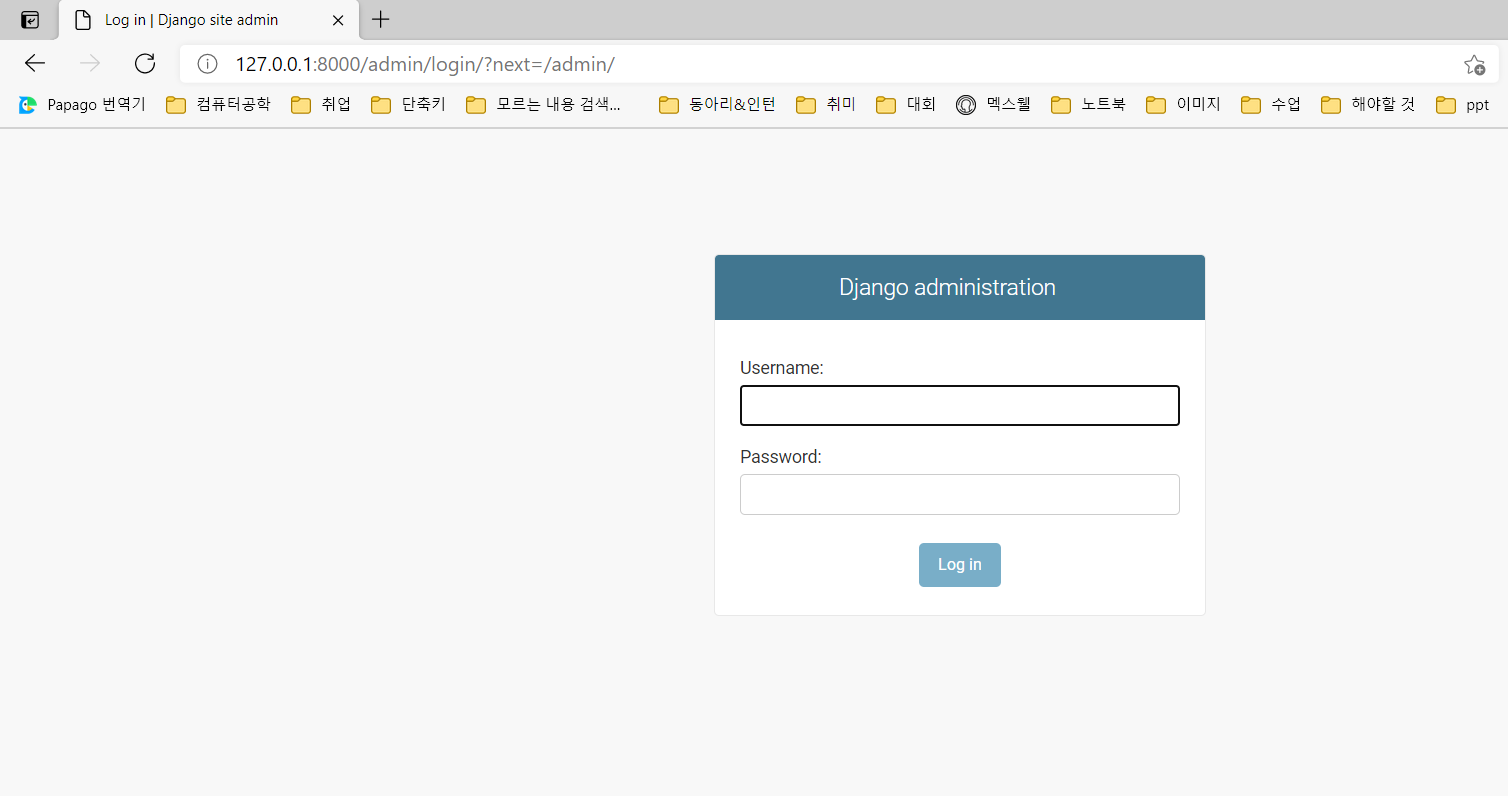 Log in | Django site admin
127.0.0.1:8000/admin/login/?next=/admin/
Papago 번역기 컴퓨터공학 취업 단축키 모르는 내용 검색... 동아리&인턴 취미 대회 멕스웰 노트북 이미지 수업 해야할 것 ppt
Django administration
Username:
Password:
Log in